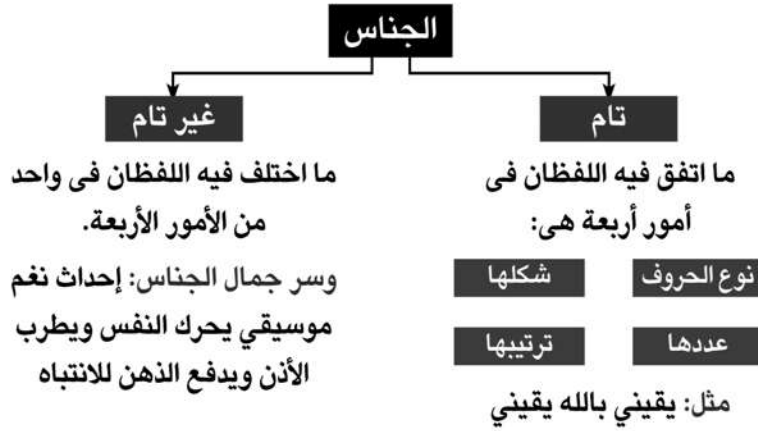 الجناس
تام
ما اتفق فيه اللفظان فى
أمور أربعة هى:
نوع الحروف
شكلها
عددها
ترتيبها
مثل: يقيني بالله يقيني
غير تام
ما اختلف فيه اللفظان فى واحد
من الأمور الأربعة.
وسر جمال الجناس: إحداث نغم
موسيقي يحرك النفس ويطرب
الأذن ويدفع الذهن للانتباه